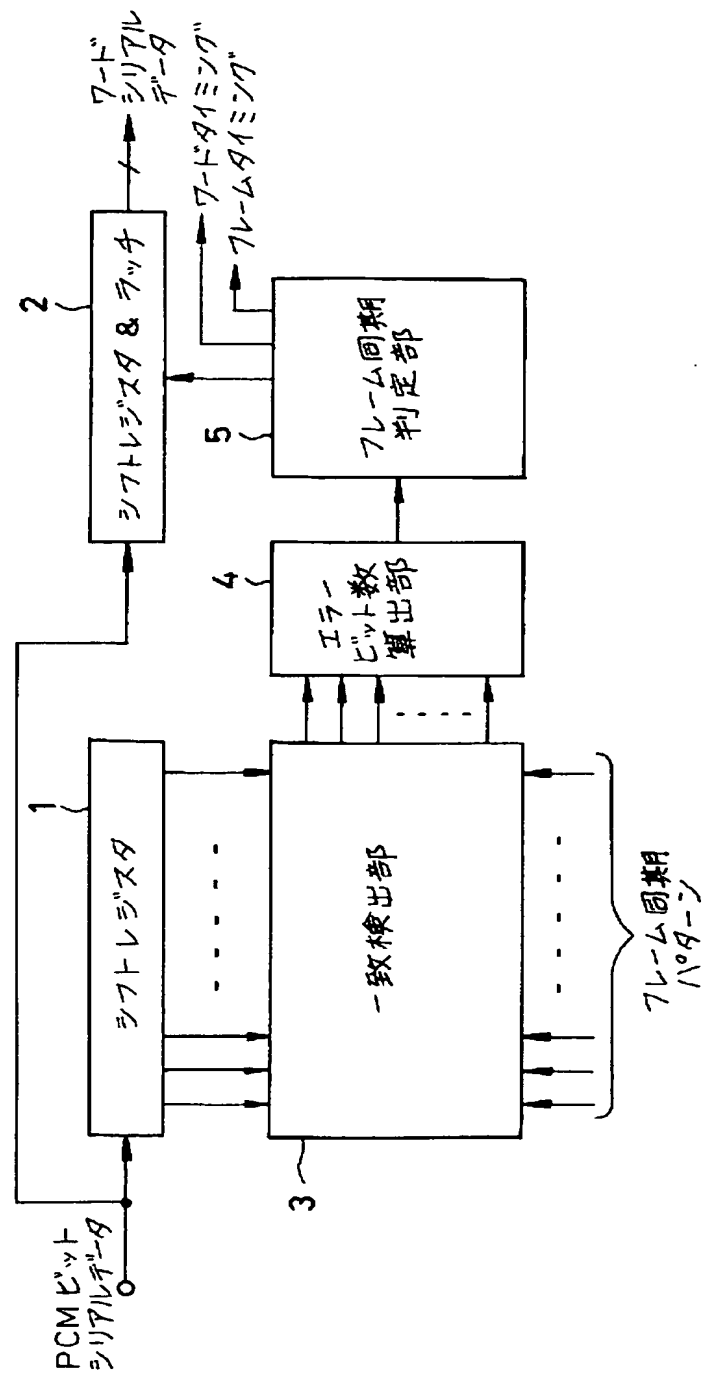 PCMビット
シリアルデータ
1
シフトレジスタ
2
シフトレジスタ & ラッチ
ワード
シリアル
データ
ワードタイミング
フレームタイミング
3
一致検出部
4
エラー
ビット数
算出部
5
フレーム同期
判定部
フレーム同期
パターン